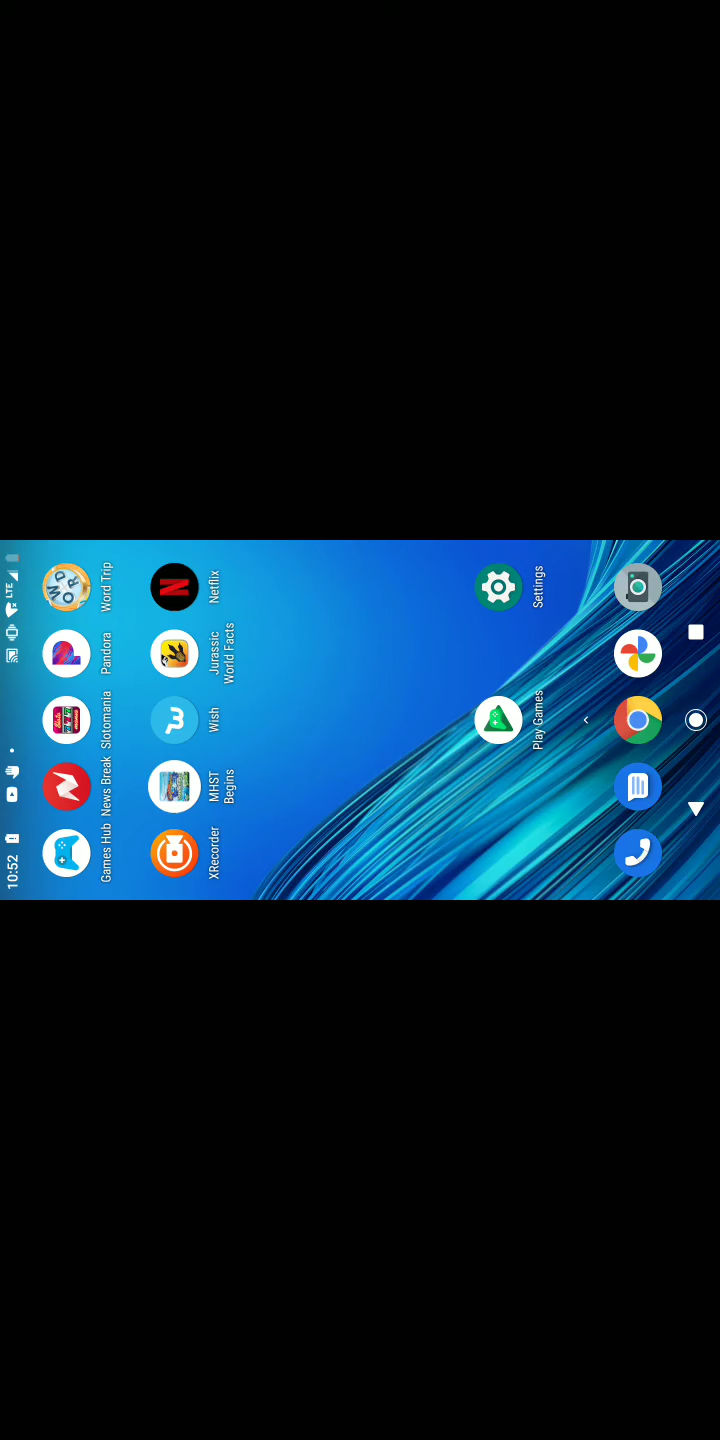 10:52
LTE
Games Hub
News Break
Slotomania
Pandora
Word Trip
XRecorder
MHST
Begins
Wish
Jurassic
World Facts
Netflix
Play Games
Settings